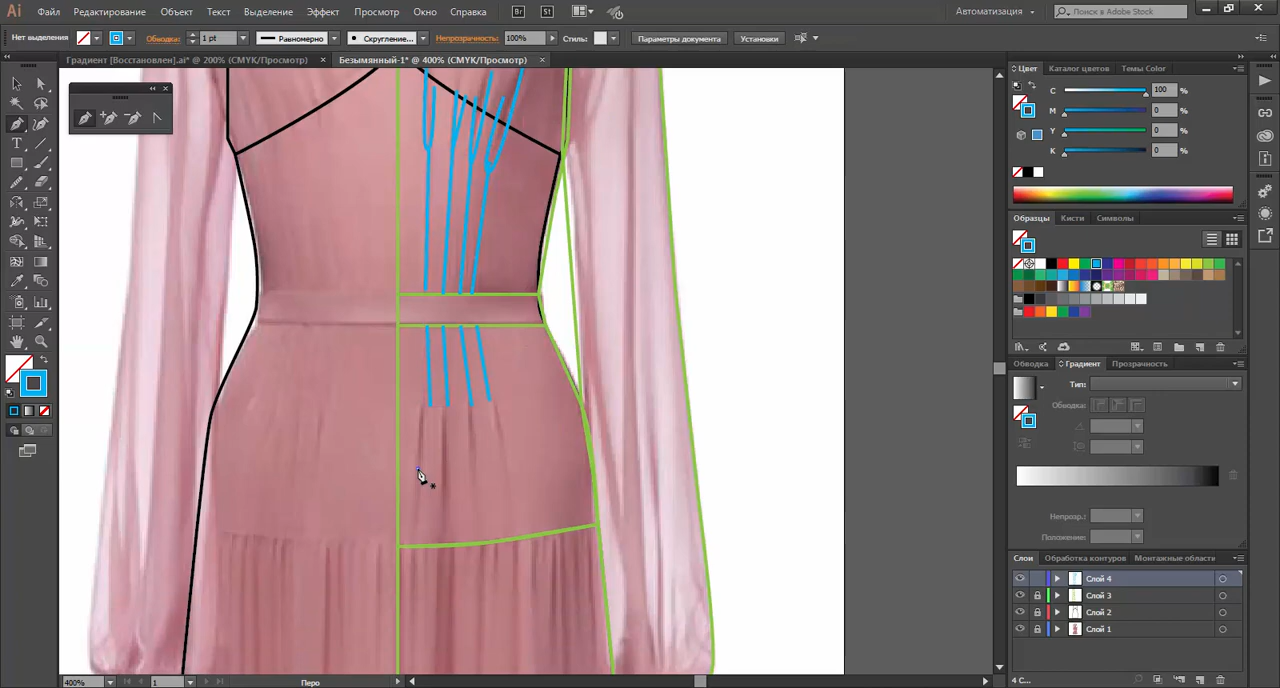 Ai Файл Редактирование Объект Текст Выделение Эффект Просмотр Окно Справка Br St Автоматизация Поиск в Adobe Stock
Нет выделения Обводка: 1 pt Равномерно Скругление... Непрозрачность: 100% Стиль: Параметры документа Установки
Градиент [Восстановлен].ai* @ 200% (CMYK/Просмотр) × Безымянный-1* @ 400% (CMYK/Просмотр) ×
Цвет Каталог цветов Темы Color
C 100 %
M 0 %
Y 0 %
K 0 %
Образцы Кисти Символы
Обводка Градиент Прозрачность
Тип:
Обводка:
Непрозр.:
Положение:
Слои Обработка контуров Монтажные области
Слой 4
Слой 3
Слой 2
Слой 1
4 С...
400% 1 Перо